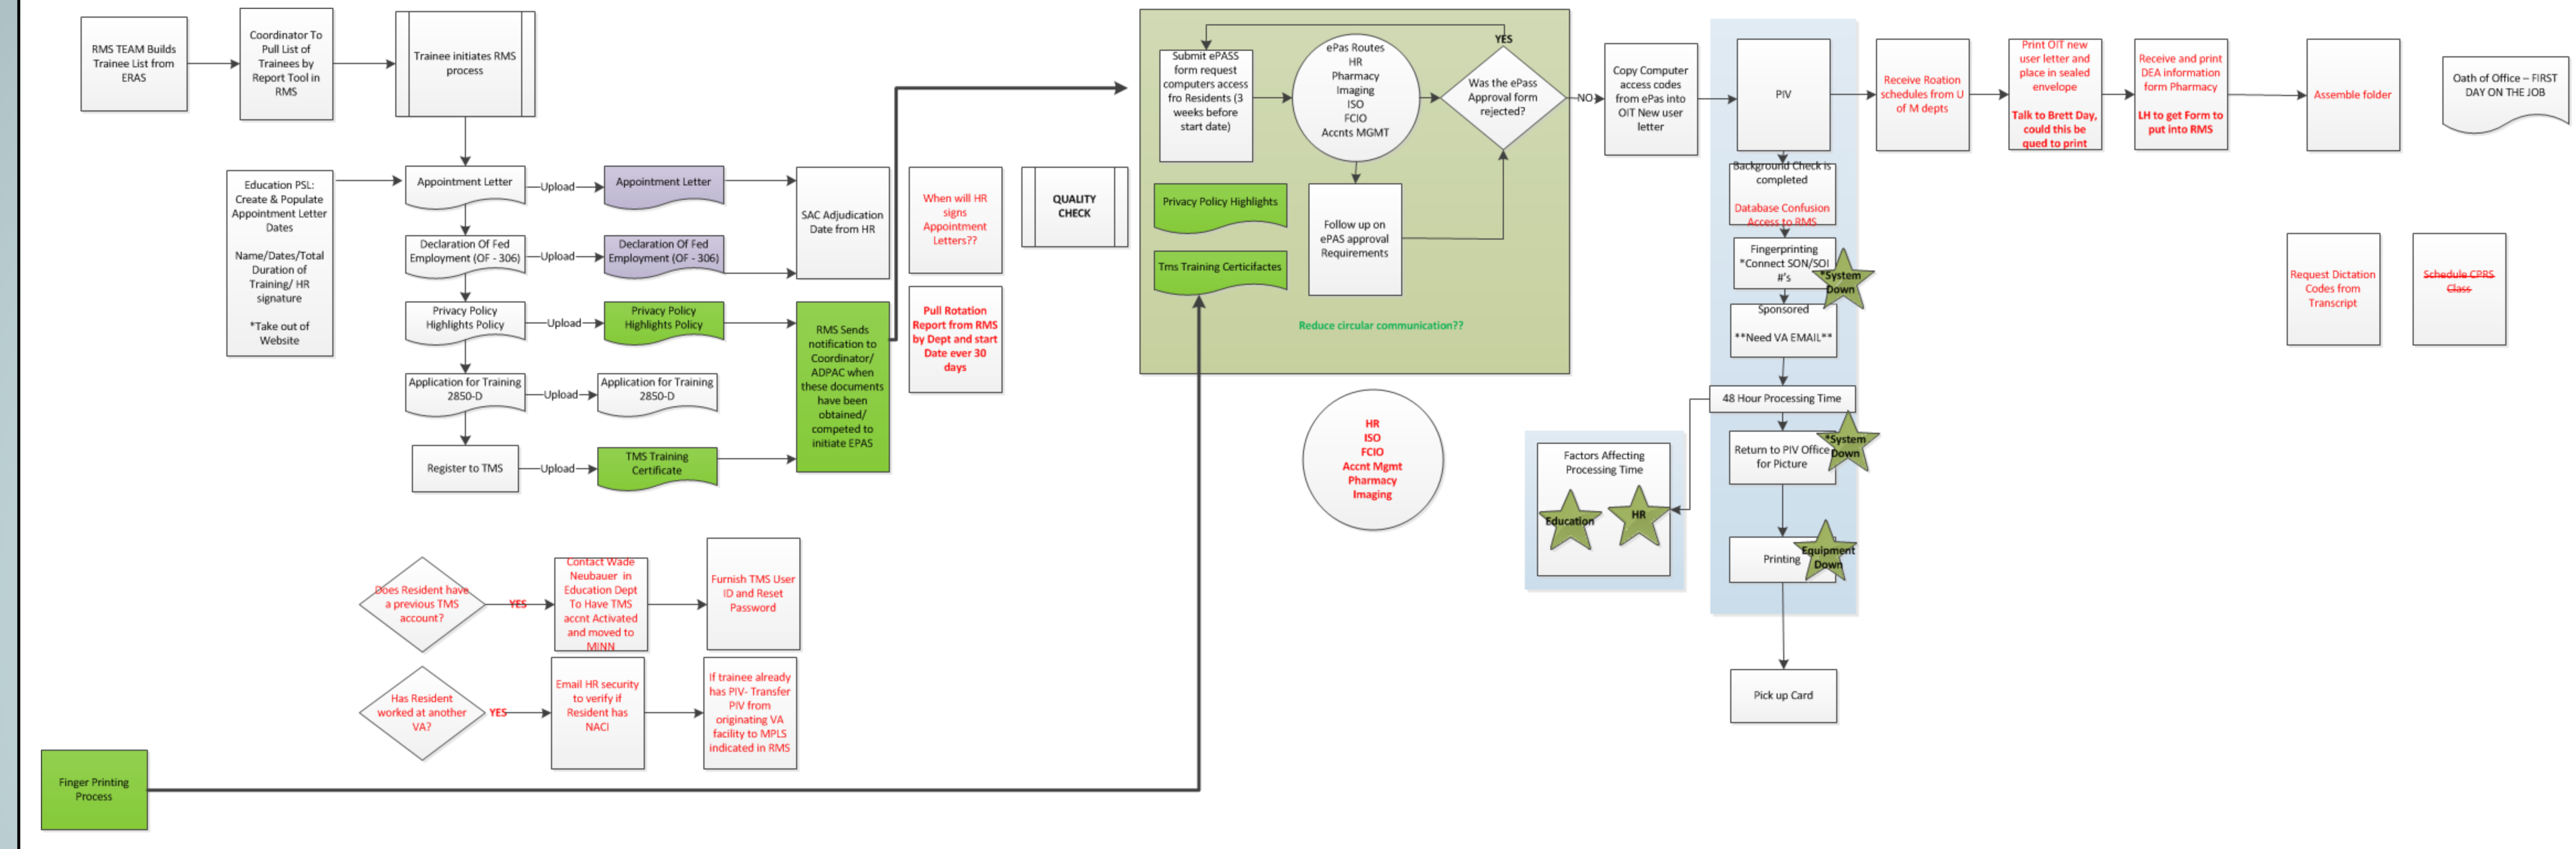 RMS TEAM Builds
Trainee List from
ERAS
Coordinator To
Pull List of
Trainees by
Report Tool in
RMS
Trainee initiates RMS
process
Education PSL:
Create & Populate
Appointment Letter
Dates
Name/Dates/Total
Duration of
Training/ HR
signature
*Take out of
Website
Appointment Letter
Upload
Appointment Letter
Declaration Of Fed
Employment (OF - 306)
Upload
Declaration Of Fed
Employment (OF - 306)
Privacy Policy
Highlights Policy
Upload
Privacy Policy
Highlights Policy
Application for Training
2850-D
Upload
Application for Training
2850-D
Register to TMS
Upload
TMS Training
Certificate
SAC Adjudication
Date from HR
RMS Sends
notification to
Coordinator/
ADPAC when
these documents
have been
obtained/
competed to
initiate EPAS
When will HR
signs
Appointment
Letters??
Pull Rotation
Report from RMS
by Dept and start
Date ever 30
days
QUALITY
CHECK
Submit ePASS
form request
computers access
fro Residents (3
weeks before
start date)
ePas Routes
HR
Pharmacy
Imaging
ISO
FCIO
Accnts MGMT
YES
Was the ePass
Approval form
rejected?
NO
Privacy Policy Highlights
Tms Training Certicifactes
Follow up on
ePAS approval
Requirements
Reduce circular communication??
HR
ISO
FCIO
Accnt Mgmt
Pharmacy
Imaging
Copy Computer
access codes
from ePas into
OIT New user
letter
PIV
Background Check is
completed
Database Confusion
Access to RMS
Fingerprinting
*Connect SON/SOI
#'s
*System
Down
Sponsored
**Need VA EMAIL**
48 Hour Processing Time
Factors Affecting
Processing Time
Education
HR
Return to PIV Office
for Picture
*System
Down
Printing
Equipment
Down
Pick up Card
Receive Roation
schedules from U
of M depts
Print OIT new
user letter and
place in sealed
envelope
Talk to Brett Day,
could this be
qued to print
Receive and print
DEA information
form Pharmacy
LH to get Form to
put into RMS
Assemble folder
Oath of Office – FIRST
DAY ON THE JOB
Request Dictation
Codes from
Transcript
Schedule CPRS
Class
Does Resident have
a previous TMS
account?
YES
Contact Wade
Neubauer in
Education Dept
To Have TMS
accnt Activated
and moved to
MINN
Furnish TMS User
ID and Reset
Password
Has Resident
worked at another
VA?
YES
Email HR security
to verify if
Resident has
NACI
If trainee already
has PIV- Transfer
PIV from
originating VA
facility to MPLS
indicated in RMS
Finger Printing
Process